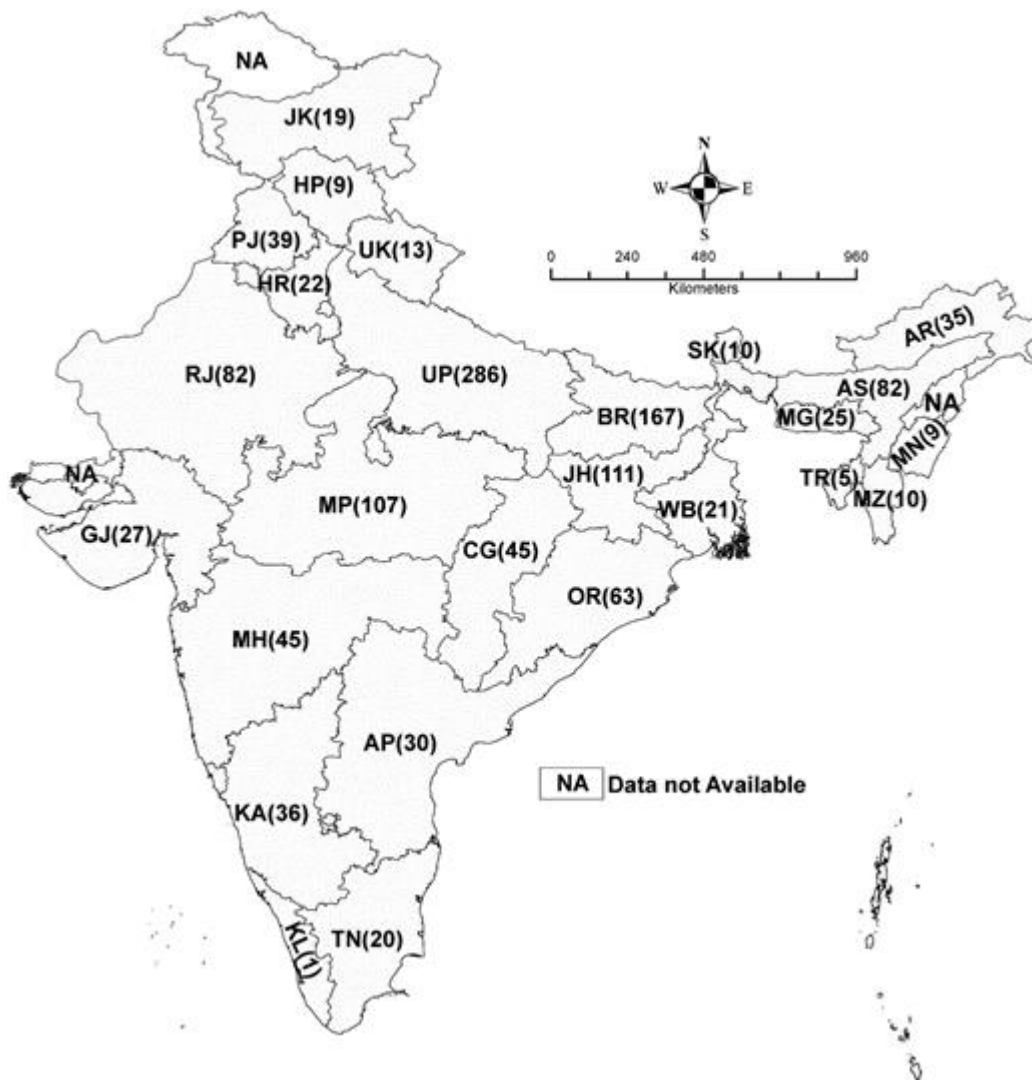 NA
JK(19)
N
W E
S
HP(9)
PJ(39)
UK(13)
HR(22)
0 240 480 960
Kilometers
AR(35)
SK(10)
RJ(82)
UP(286)
AS(82)
NA
BR(167)
MG(25)
MN(9)
NA
JH(111)
TR(5)
MP(107)
MZ(10)
WB(21)
GJ(27)
CG(45)
OR(63)
MH(45)
AP(30)
NA Data not Available
KA(36)
KL(1)
TN(20)